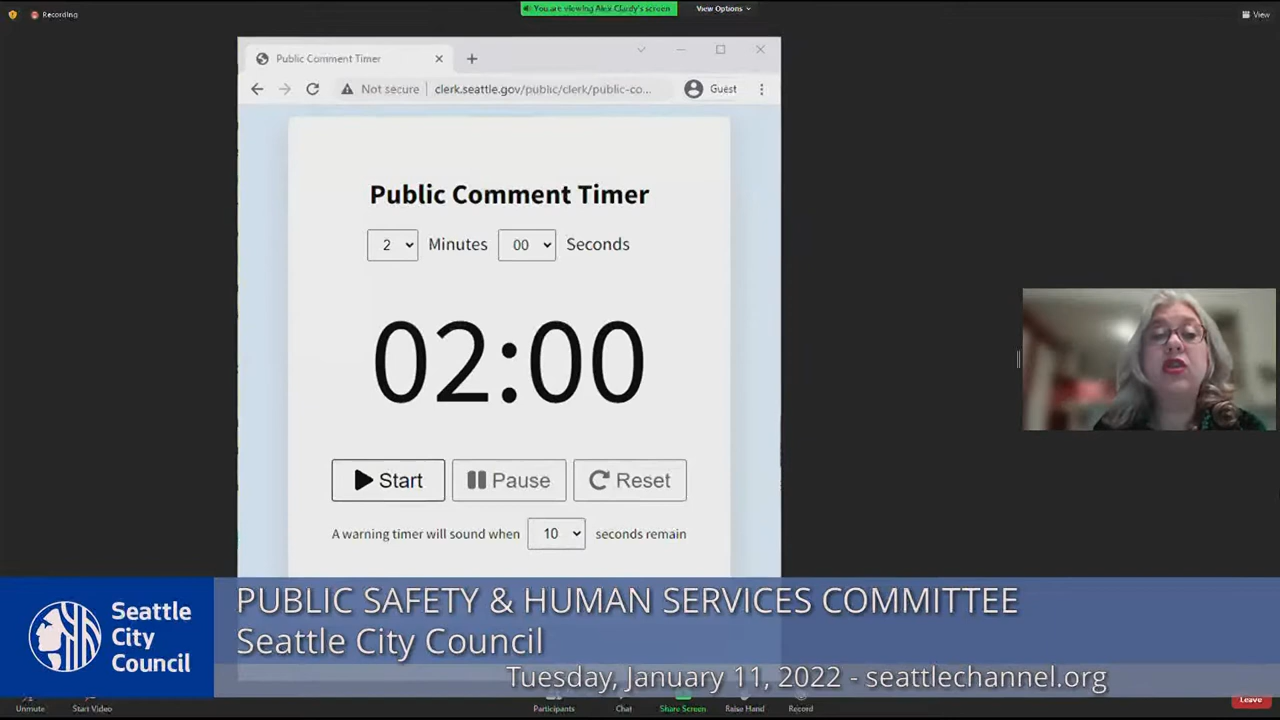 Recording
You are viewing Alex Clardy's screen
View Options
View
Public Comment Timer
Not secure
clerk.seattle.gov/public/clerk/public-co...
Guest
Public Comment Timer
2 Minutes 00 Seconds
02:00
Start Pause Reset
A warning timer will sound when 10 seconds remain
Seattle
City
Council
PUBLIC SAFETY & HUMAN SERVICES COMMITTEE
Seattle City Council
Tuesday, January 11, 2022 - seattlechannel.org
Unmute Start Video Participants Chat Share Screen Raise Hand Record Leave